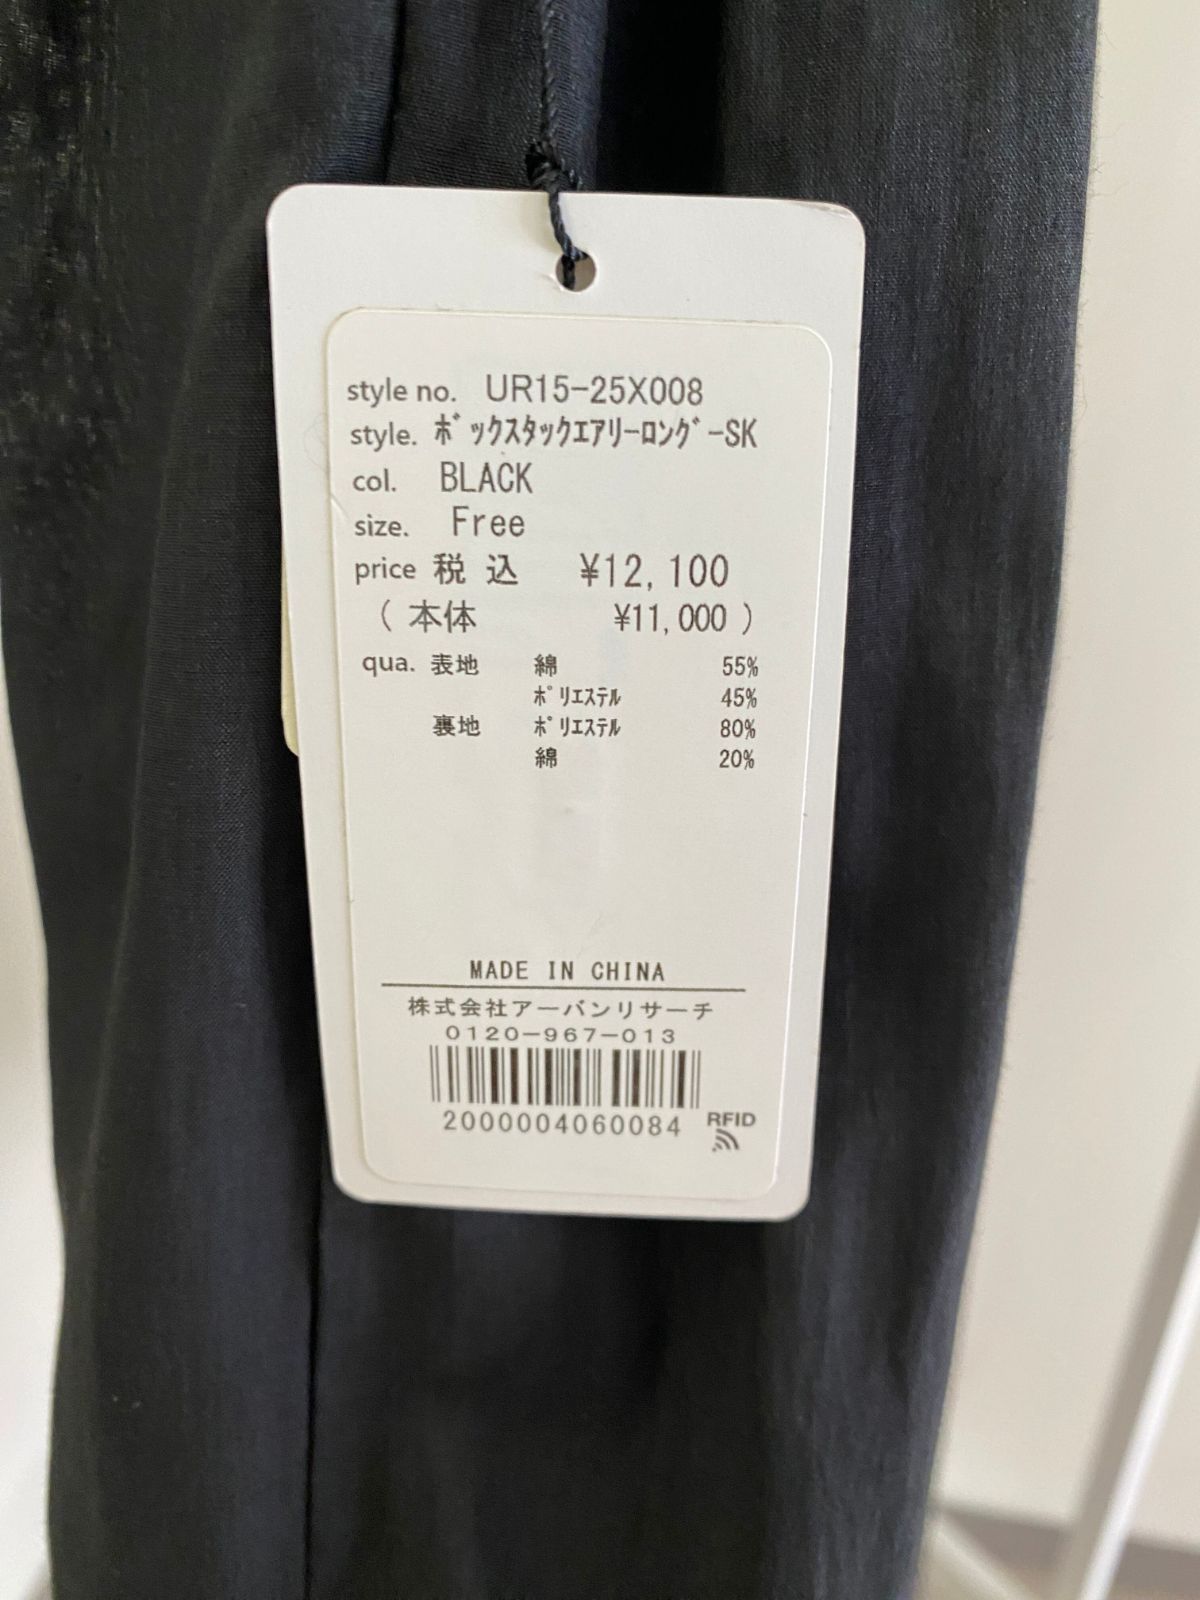 style no. UR15-25X008
style. ﾎﾞｯｸｽﾀｯｸｴｱﾘｰﾛﾝｸﾞｰSK
col. BLACK
size. Free
price 税 込 ¥12,100
( 本体 ¥11,000 )
qua. 表地 綿 55%
ﾎﾟﾘｴｽﾃﾙ 45%
裏地 ﾎﾟﾘｴｽﾃﾙ 80%
綿 20%
MADE IN CHINA
株式会社アーバンリサーチ
0120-967-013
2000004060084
RFID